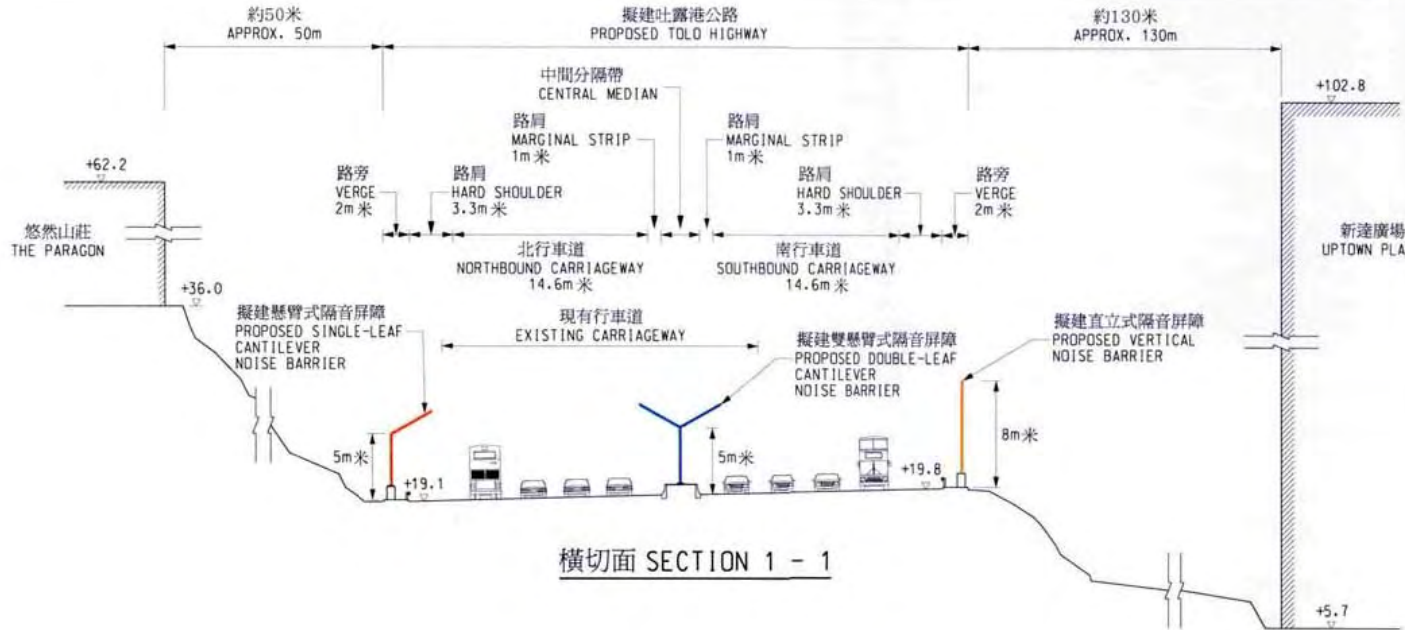 約50米
APPROX. 50m
擬建吐露港公路
PROPOSED TOLO HIGHWAY
約130米
APPROX. 130m
中間分隔帶
CENTRAL MEDIAN
+102.8
路肩
MARGINAL STRIP
1m米
路肩
MARGINAL STRIP
1m米
+62.2
路旁
VERGE
2m米
路肩
HARD SHOULDER
3.3m米
路肩
HARD SHOULDER
3.3m米
路旁
VERGE
2m米
悠然山莊
THE PARAGON
新達廣場
UPTOWN PLA
北行車道
NORTHBOUND CARRIAGEWAY
14.6m米
南行車道
SOUTHBOUND CARRIAGEWAY
14.6m米
+36.0
擬建懸臂式隔音屏障
PROPOSED SINGLE-LEAF
CANTILEVER
NOISE BARRIER
現有行車道
EXISTING CARRIAGEWAY
擬建雙懸臂式隔音屏障
PROPOSED DOUBLE-LEAF
CANTILEVER
NOISE BARRIER
擬建直立式隔音屏障
PROPOSED VERTICAL
NOISE BARRIER
5m米
5m米
8m米
+19.1
+19.8
橫切面 SECTION 1 - 1
+5.7